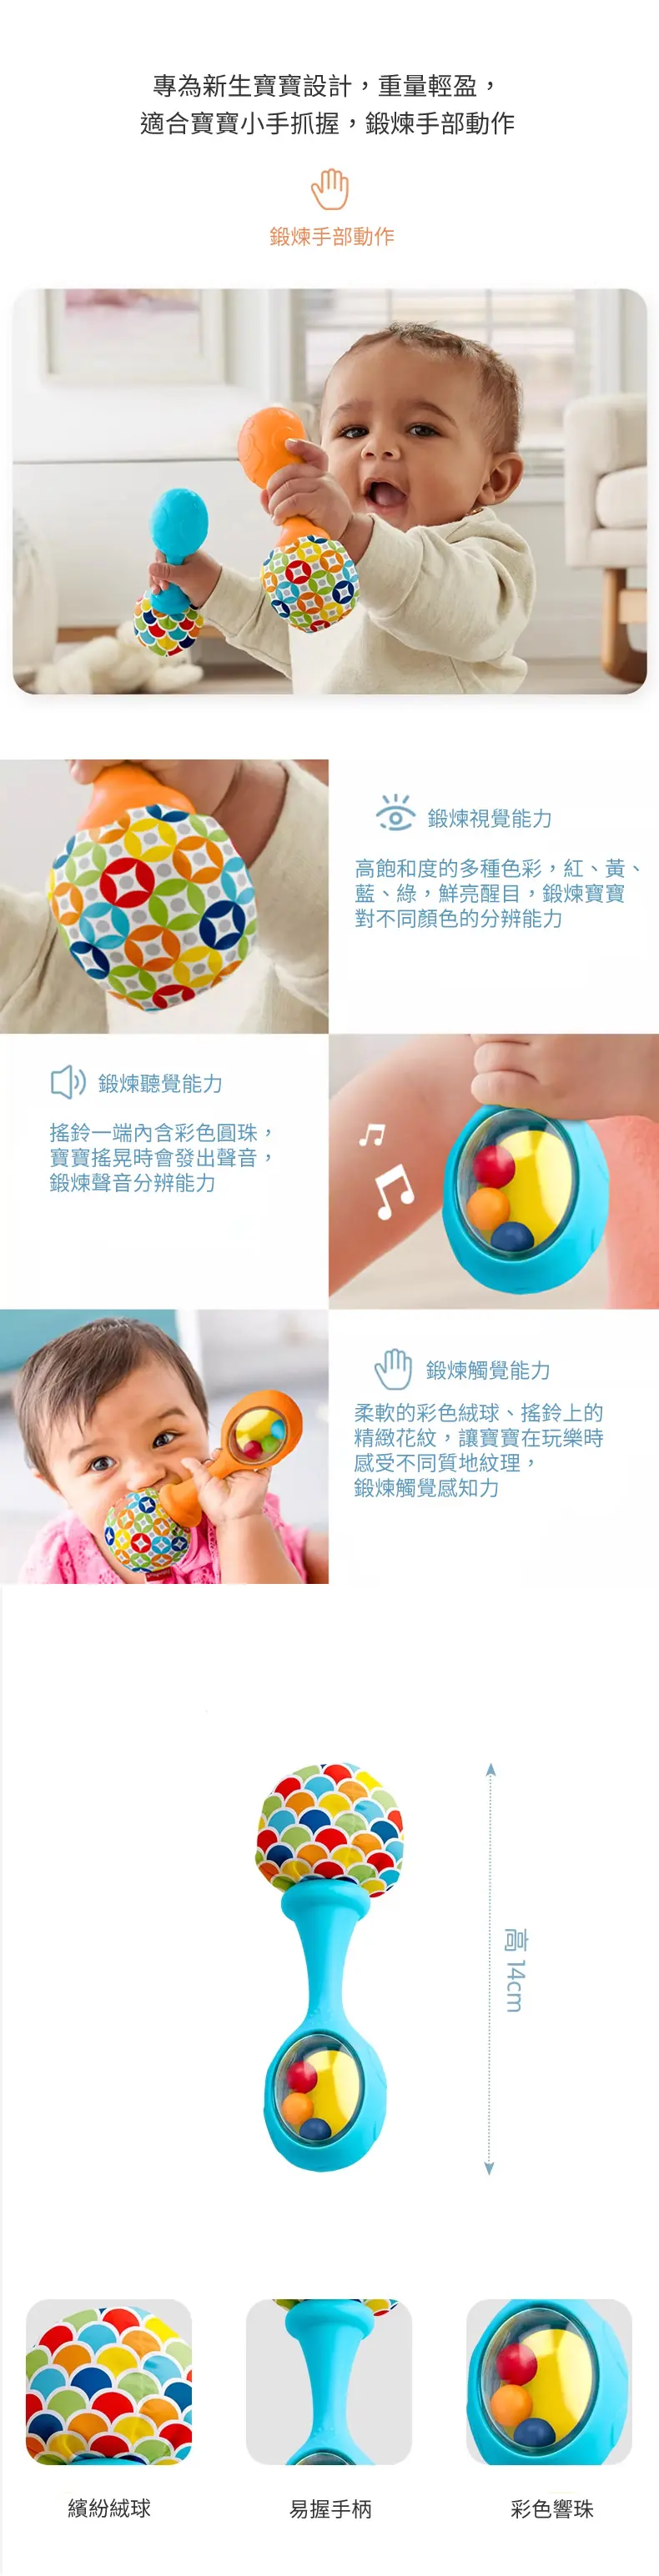 專為新生寶寶設計，重量輕盈，
適合寶寶小手抓握，鍛煉手部動作
鍛煉手部動作
鍛煉視覺能力
高飽和度的多種色彩，紅、黃、
藍、綠，鮮亮醒目，鍛煉寶寶
對不同顏色的分辨能力
鍛煉聽覺能力
搖鈴一端內含彩色圓珠，
寶寶搖晃時會發出聲音，
鍛煉聲音分辨能力
鍛煉觸覺能力
柔軟的彩色絨球、搖鈴上的
精緻花紋，讓寶寶在玩樂時
感受不同質地紋理，
鍛煉觸覺感知力
高 14cm
繽紛絨球
易握手柄
彩色響珠